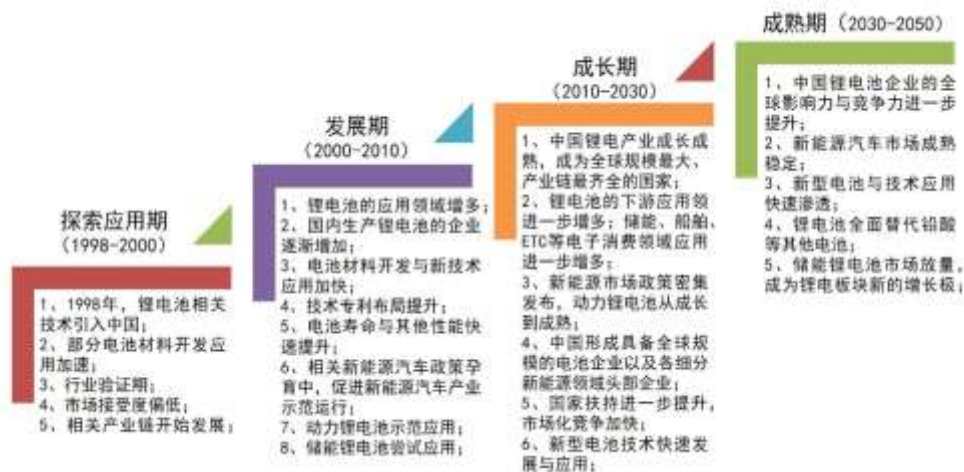 探索应用期
(1998-2000)
1、1998年，锂电池相关
技术引入中国；
2、部分电池材料开发应
用加速；
3、行业验证期；
4、市场接受度偏低；
5、相关产业链开始发展；
发展期
(2000-2010)
1、锂电池的应用领域增多；
2、国内生产锂电池的企业
逐渐增加；
3、电池材料开发与新技术
应用加快；
4、技术专利布局提升；
5、电池寿命与其他性能快
速提升；
6、相关新能源汽车政策孕
育中，促进新能源汽车产业
示范运行；
7、动力锂电池示范应用；
8、储能锂电池尝试应用；
成长期
(2010-2030)
1、中国锂电产业成长成
熟，成为全球规模最大、
产业链最齐全的国家；
2、锂电池的下游应用领
进一步增多；储能、船舶、
ETC等电子消费领域应用
进一步增多；
3、新能源市场政策密集
发布，动力锂电池从成长
到成熟；
4、中国形成具备全球规
模的电池企业以及各细分
新能源领域头部企业；
5、国家扶持进一步提升，
市场化竞争加快；
6、新型电池技术快速发
展与应用；
成熟期（2030-2050）
1、中国锂电池企业的全
球影响力与竞争力进一步
提升；
2、新能源汽车市场成熟
稳定；
3、新型电池与技术应用
快速渗透；
4、锂电池全面替代铅酸
等其他电池；
5、储能锂电池市场放量，
成为锂电板块新的增长极；